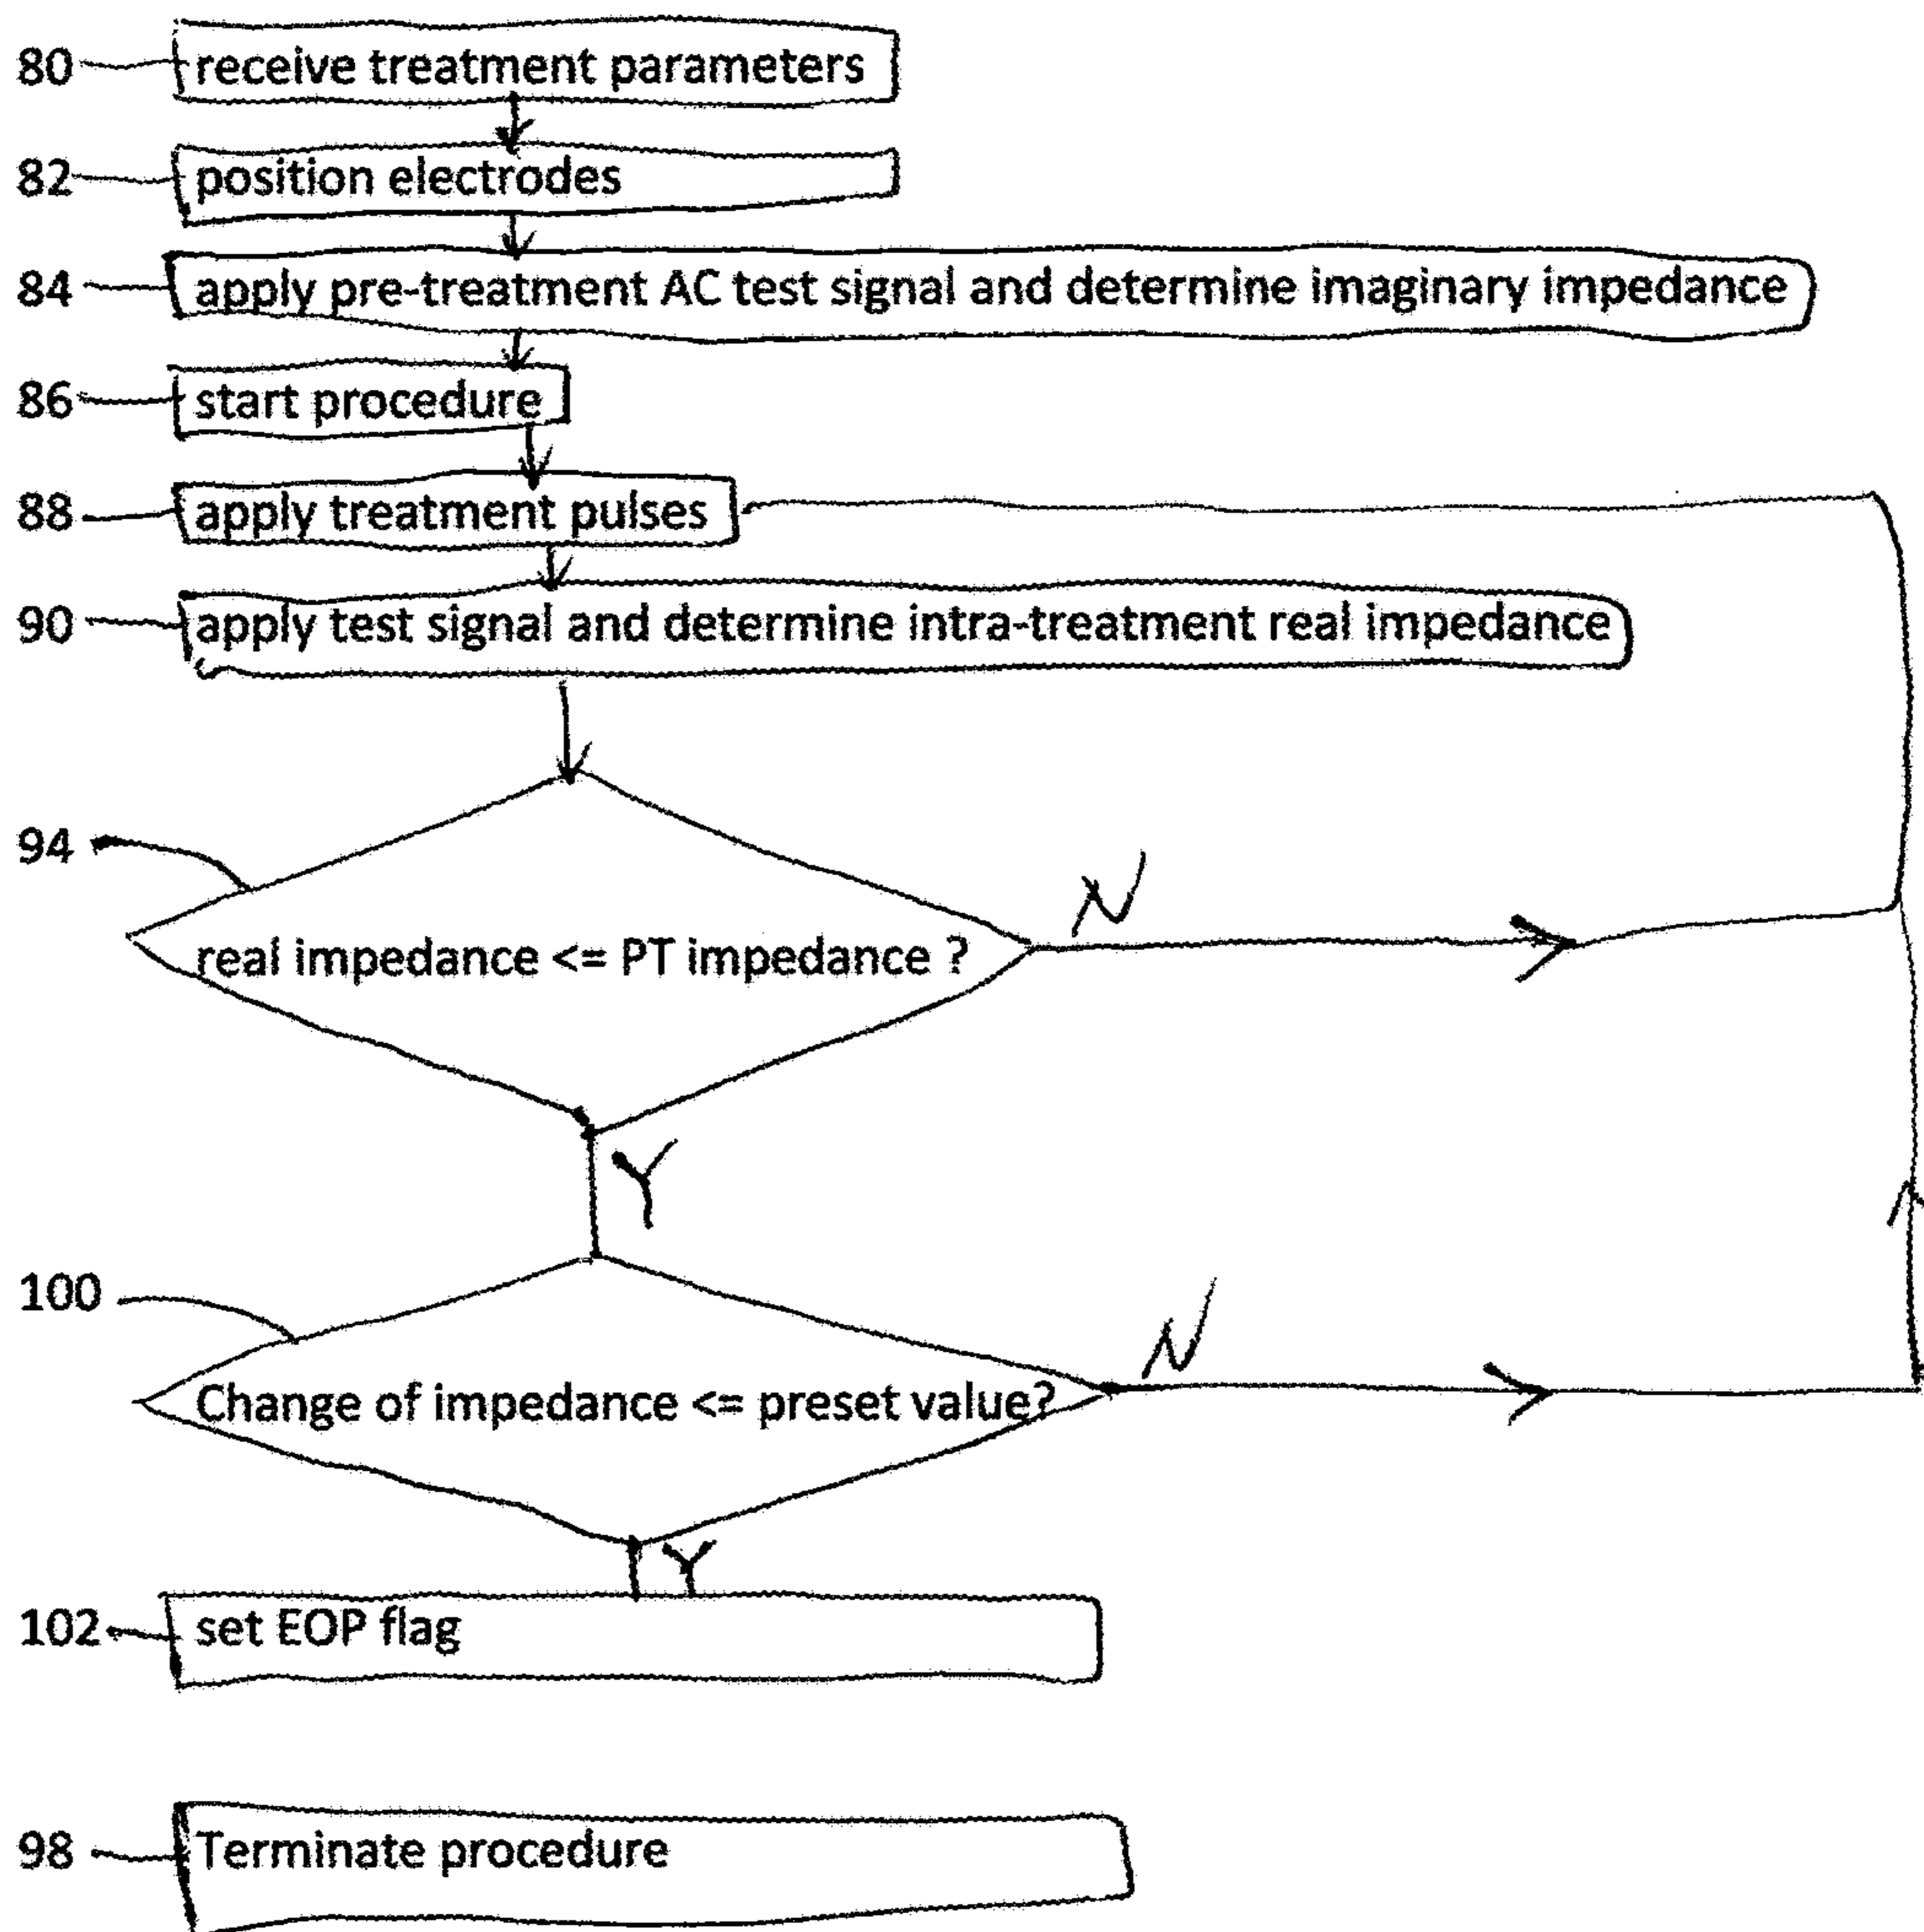 80 receive treatment parameters
82 position electrodes
84 apply pre-treatment AC test signal and determine imaginary impedance
86 start procedure
88 apply treatment pulses
90 apply test signal and determine intra-treatment real impedance
94
N
real impedance <= PT impedance ?
Y
100
N
Change of impedance <= preset value?
Y
102 set EOP flag
98 Terminate procedure